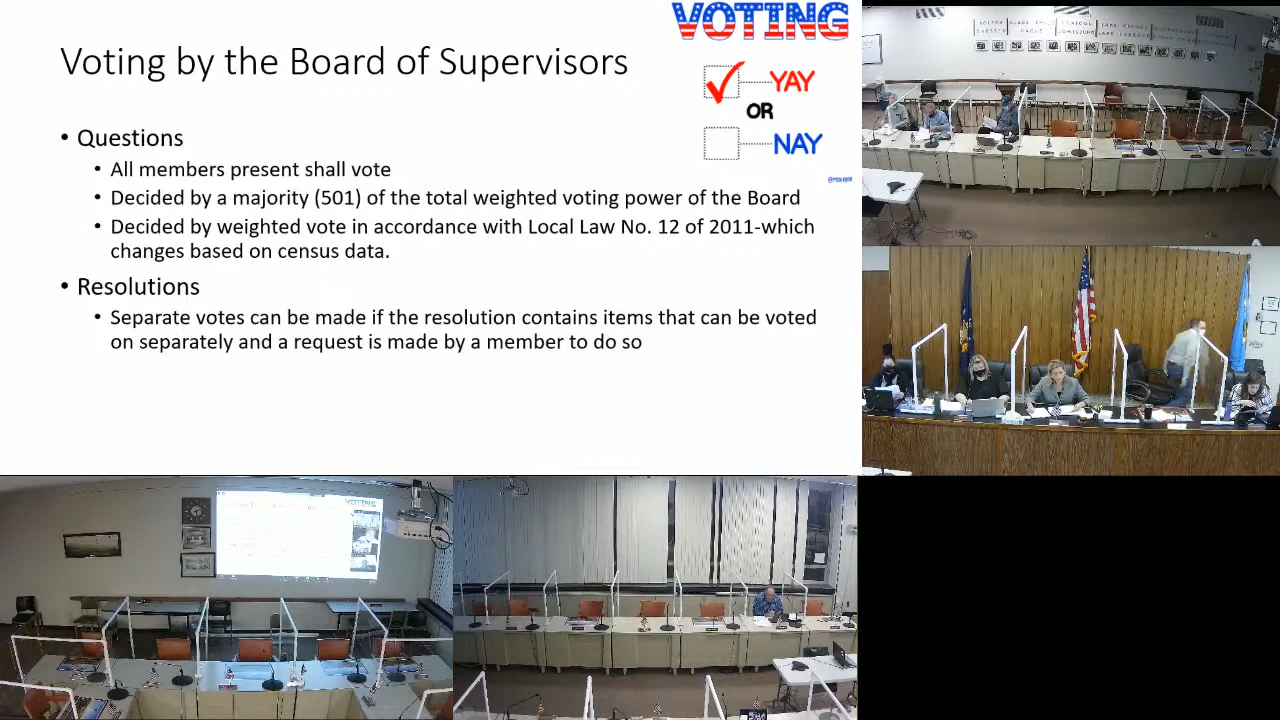 VOTING
Voting by the Board of Supervisors
YAY
OR
NAY
• Questions
• All members present shall vote
• Decided by a majority (501) of the total weighted voting power of the Board
• Decided by weighted vote in accordance with Local Law No. 12 of 2011-which
changes based on census data.
• Resolutions
• Separate votes can be made if the resolution contains items that can be voted
on separately and a request is made by a member to do so
HAGUE
JOHNSBURG
VOTING